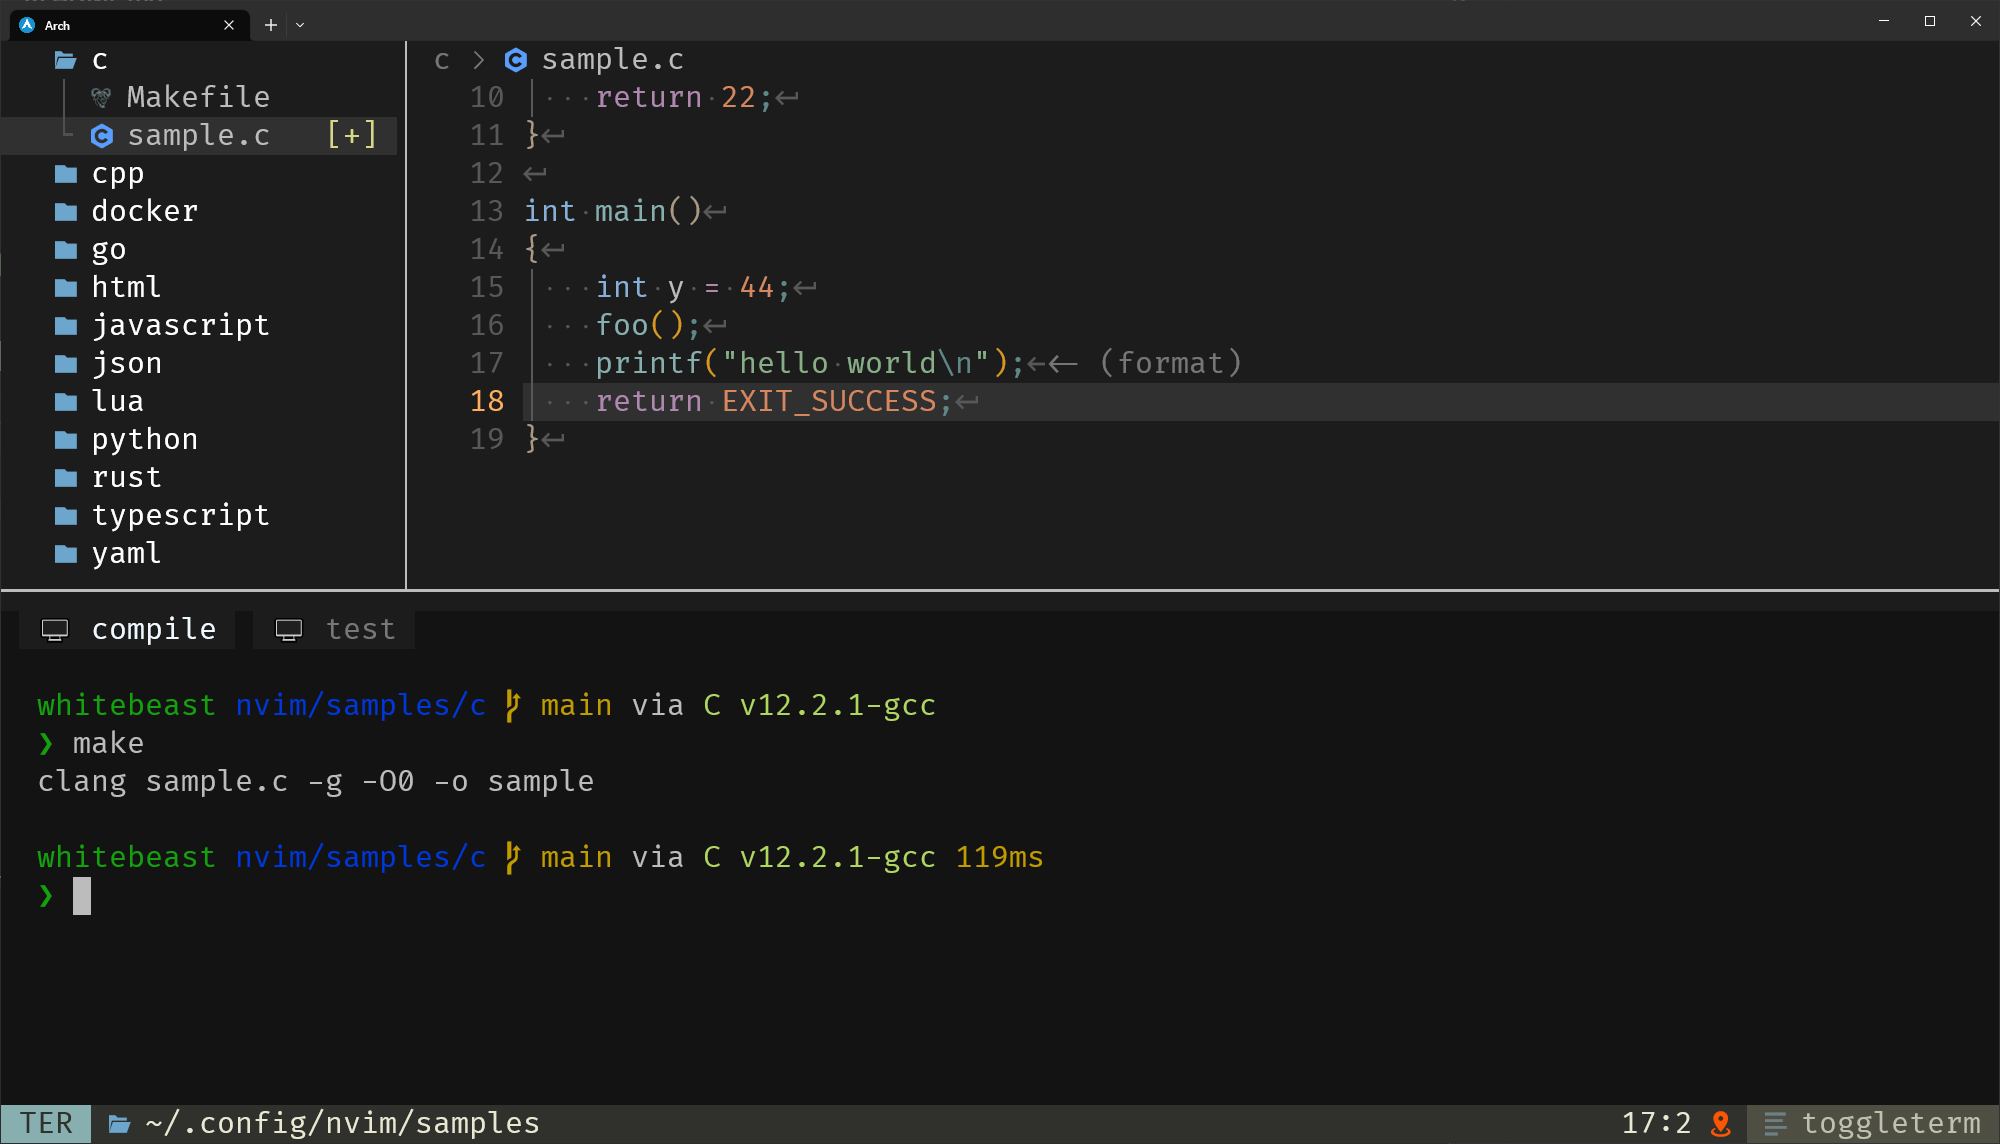 Arch
c
Makefile
sample.c [+]
cpp
docker
go
html
javascript
json
lua
python
rust
typescript
yaml
c > sample.c
10 ···return·22;↵
11 }↵
12 ↵
13 int·main()↵
14 {↵
15 ···int·y·=·44;↵
16 ···foo();↵
17 ···printf("hello·world\n");←<- (format)
18 ···return·EXIT_SUCCESS;↵
19 }↵
compile test
whitebeast nvim/samples/c main via C v12.2.1-gcc
❯ make
clang sample.c -g -O0 -o sample
whitebeast nvim/samples/c main via C v12.2.1-gcc 119ms
❯
TER ~/.config/nvim/samples 17:2 toggleterm